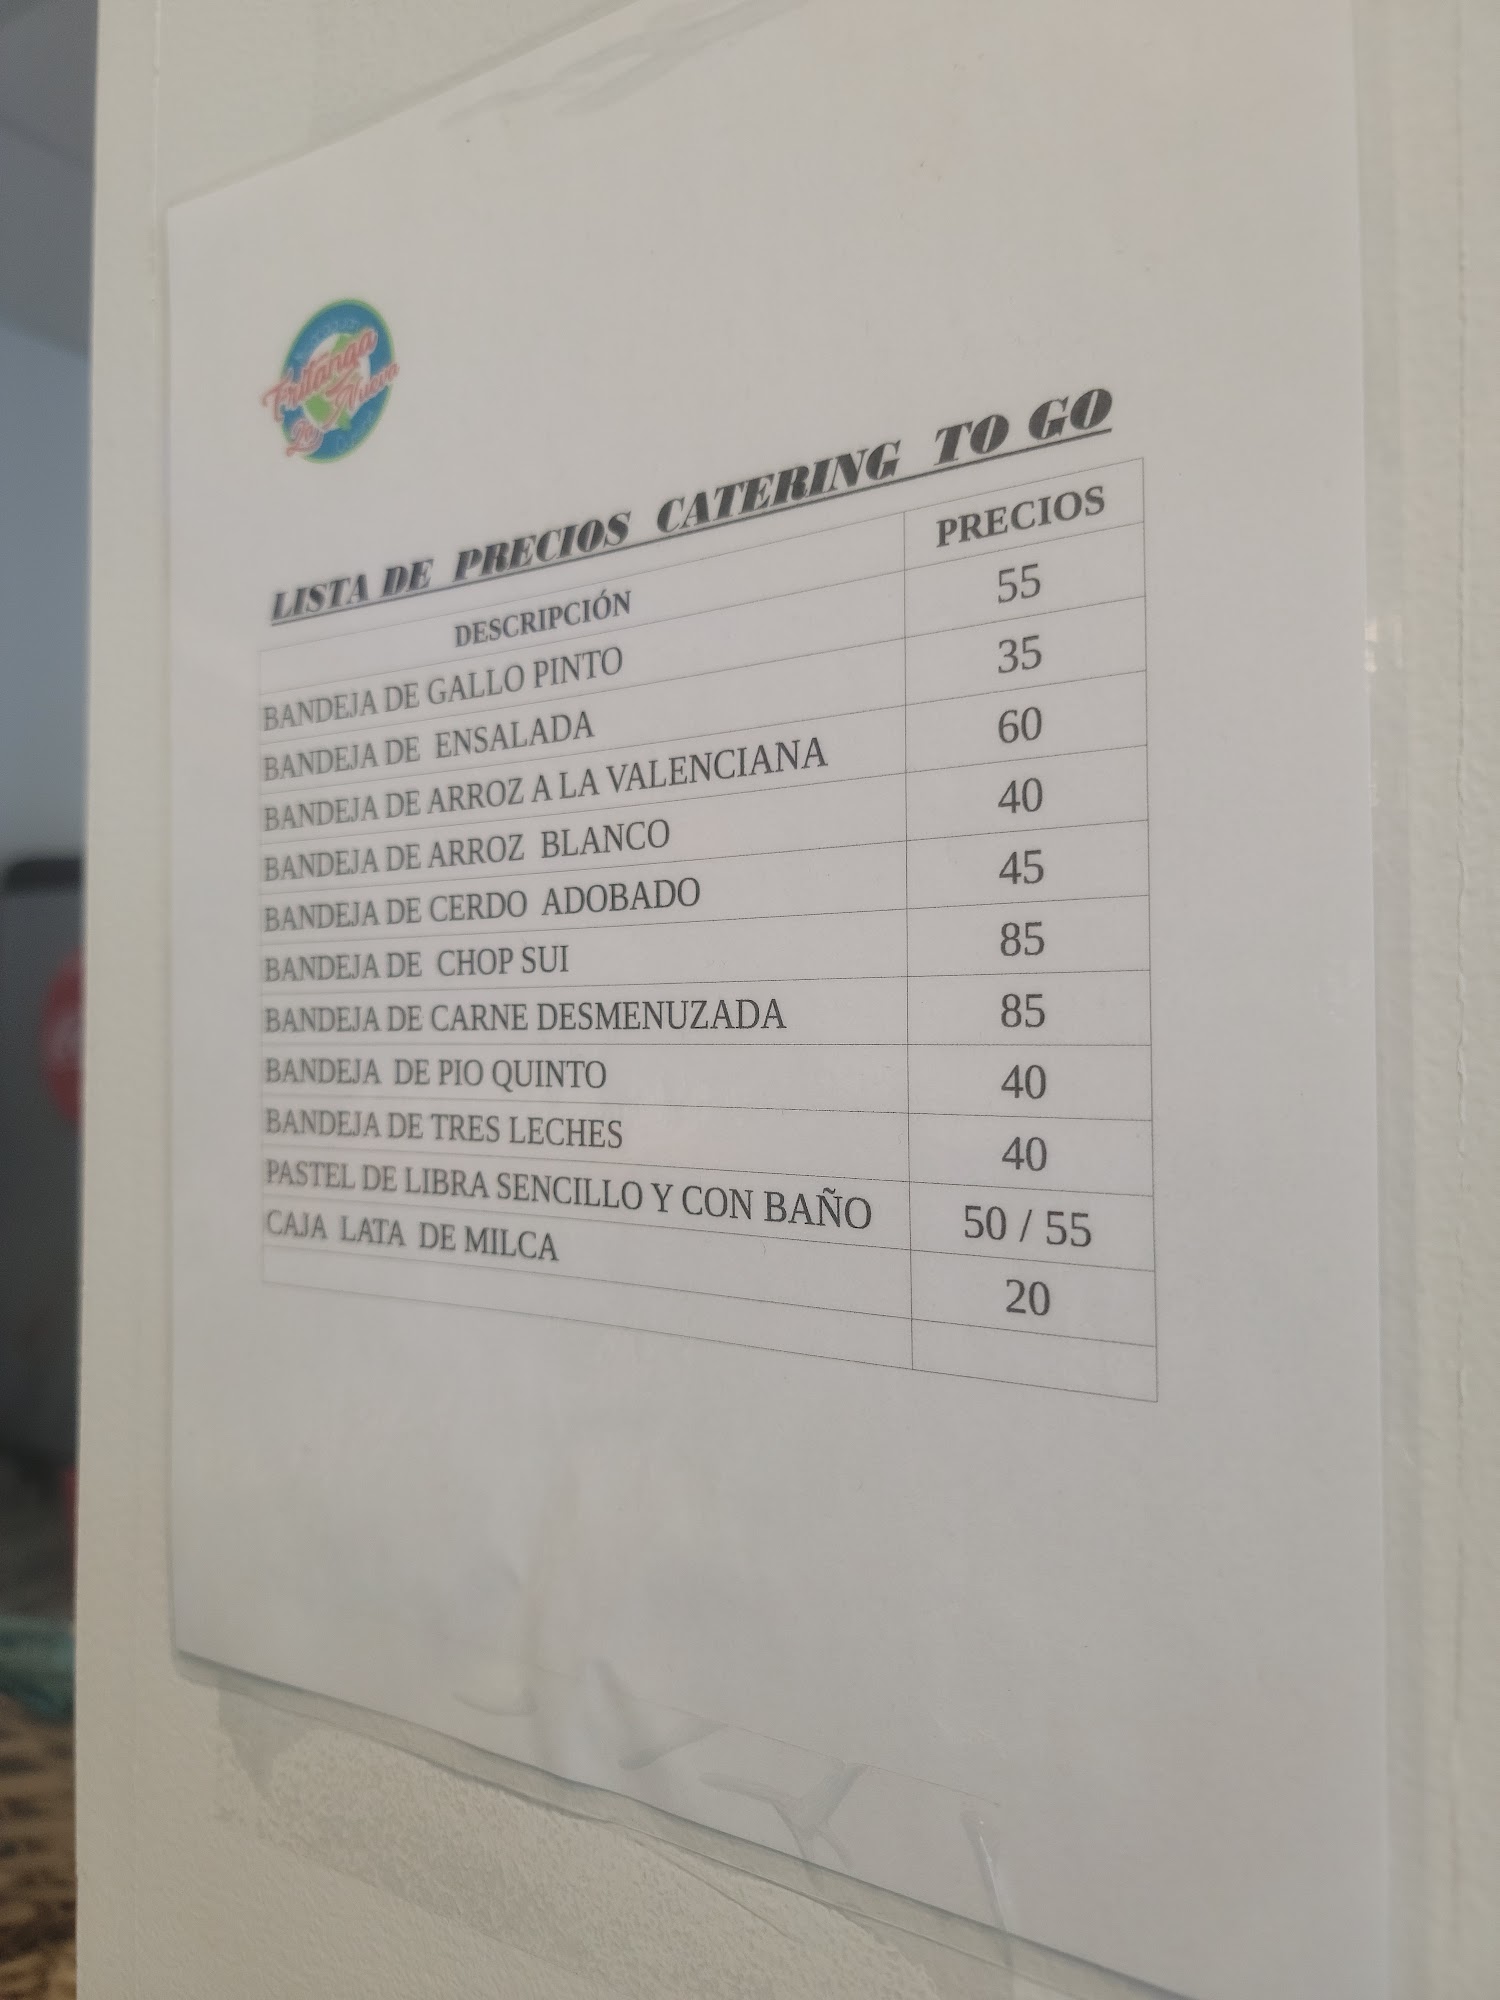 Fritanga
La Nueva
LISTA DE PRECIOS CATERING TO GO
DESCRIPCIÓN PRECIOS
BANDEJA DE GALLO PINTO 55
BANDEJA DE ENSALADA 35
BANDEJA DE ARROZ A LA VALENCIANA 60
BANDEJA DE ARROZ BLANCO 40
BANDEJA DE CERDO ADOBADO 45
BANDEJA DE CHOP SUI 85
BANDEJA DE CARNE DESMENUZADA 85
BANDEJA DE PIO QUINTO 40
BANDEJA DE TRES LECHES 40
PASTEL DE LIBRA SENCILLO Y CON BAÑO 50 / 55
CAJA LATA DE MILCA 20